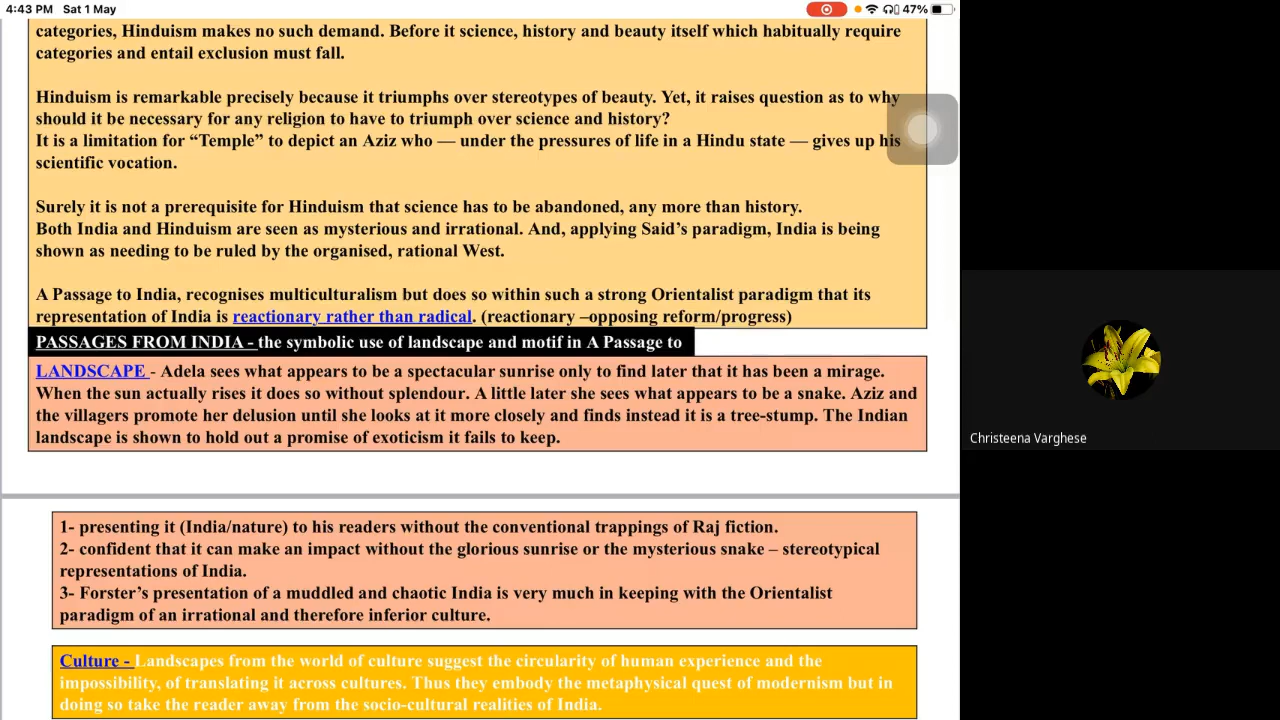 4:43 PM Sat 1 May
47%
categories, Hinduism makes no such demand. Before it science, history and beauty itself which habitually require
categories and entail exclusion must fall.
Hinduism is remarkable precisely because it triumphs over stereotypes of beauty. Yet, it raises question as to why
should it be necessary for any religion to have to triumph over science and history?
It is a limitation for “Temple” to depict an Aziz who — under the pressures of life in a Hindu state — gives up his
scientific vocation.
Surely it is not a prerequisite for Hinduism that science has to be abandoned, any more than history.
Both India and Hinduism are seen as mysterious and irrational. And, applying Said’s paradigm, India is being
shown as needing to be ruled by the organised, rational West.
A Passage to India, recognises multiculturalism but does so within such a strong Orientalist paradigm that its
representation of India is reactionary rather than radical. (reactionary –opposing reform/progress)
PASSAGES FROM INDIA - the symbolic use of landscape and motif in A Passage to
LANDSCAPE - Adela sees what appears to be a spectacular sunrise only to find later that it has been a mirage.
When the sun actually rises it does so without splendour. A little later she sees what appears to be a snake. Aziz and
the villagers promote her delusion until she looks at it more closely and finds instead it is a tree-stump. The Indian
landscape is shown to hold out a promise of exoticism it fails to keep.
1- presenting it (India/nature) to his readers without the conventional trappings of Raj fiction.
2- confident that it can make an impact without the glorious sunrise or the mysterious snake – stereotypical
representations of India.
3- Forster’s presentation of a muddled and chaotic India is very much in keeping with the Orientalist
paradigm of an irrational and therefore inferior culture.
Culture - Landscapes from the world of culture suggest the circularity of human experience and the
impossibility, of translating it across cultures. Thus they embody the metaphysical quest of modernism but in
doing so take the reader away from the socio-cultural realities of India.
Christeena Varghese